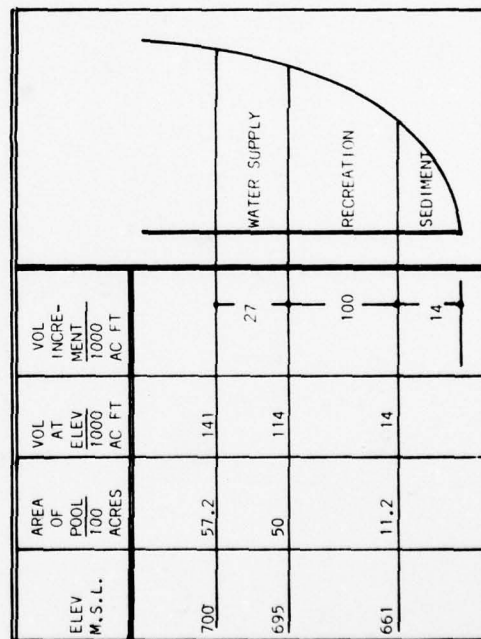 ELEV
M.S.L.
AREA
OF
POOL
100
ACRES
VOL
AT
ELEV
1000
AC FT
VOL
INCRE-
MENT
1000
AC FT
700 57.2 141
27 WATER SUPPLY
695 50 114
100 RECREATION
661 11.2 14
14 SEDIMENT